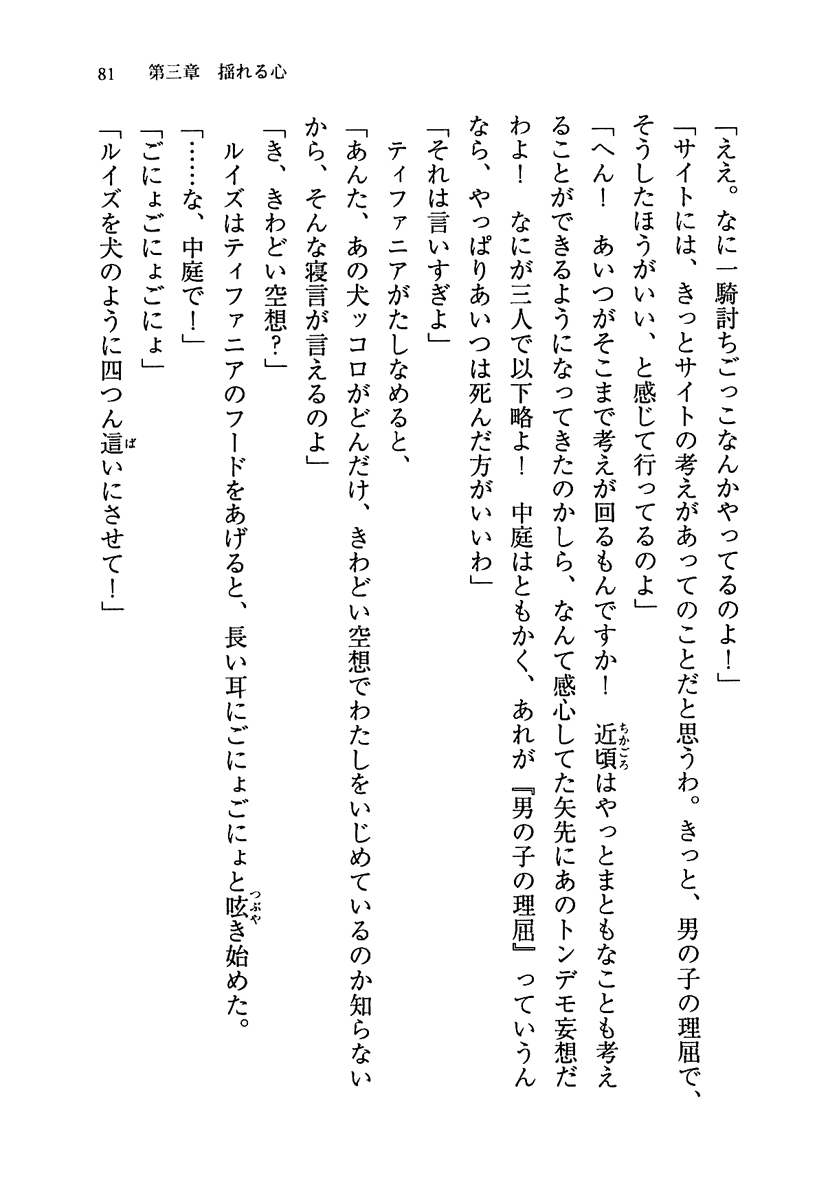 81　第三章　揺れる心
「ええ。なに一騎討ちごっこなんかやってるのよ！」
「サイトには、きっとサイトの考えがあってのことだと思うわ。きっと、男の子の理屈で、
そうしたほうがいい、と感じて行ってるのよ」
「へん！　あいつがそこまで考えが回るもんですか！　近頃はやっとまともなことも考え
ることができるようになってきたのかしら、なんて感心してた矢先にあのトンデモ妄想だ
わよ！　なにが三人で以下略よ！　中庭はともかく、あれが『男の子の理屈』っていうん
なら、やっぱりあいつは死んだ方がいいわ」
「それは言いすぎよ」
　ティファニアがたしなめると、
「あんた、あの犬ッコロがどんだけ、きわどい空想でわたしをいじめているのか知らない
から、そんな寝言が言えるのよ」
「き、きわどい空想？」
　ルイズはティファニアのフードをあげると、長い耳にごにょごにょと呟き始めた。
「……な、中庭で！」
「ごにょごにょごにょ」
「ルイズを犬のように四つん這いにさせて！」